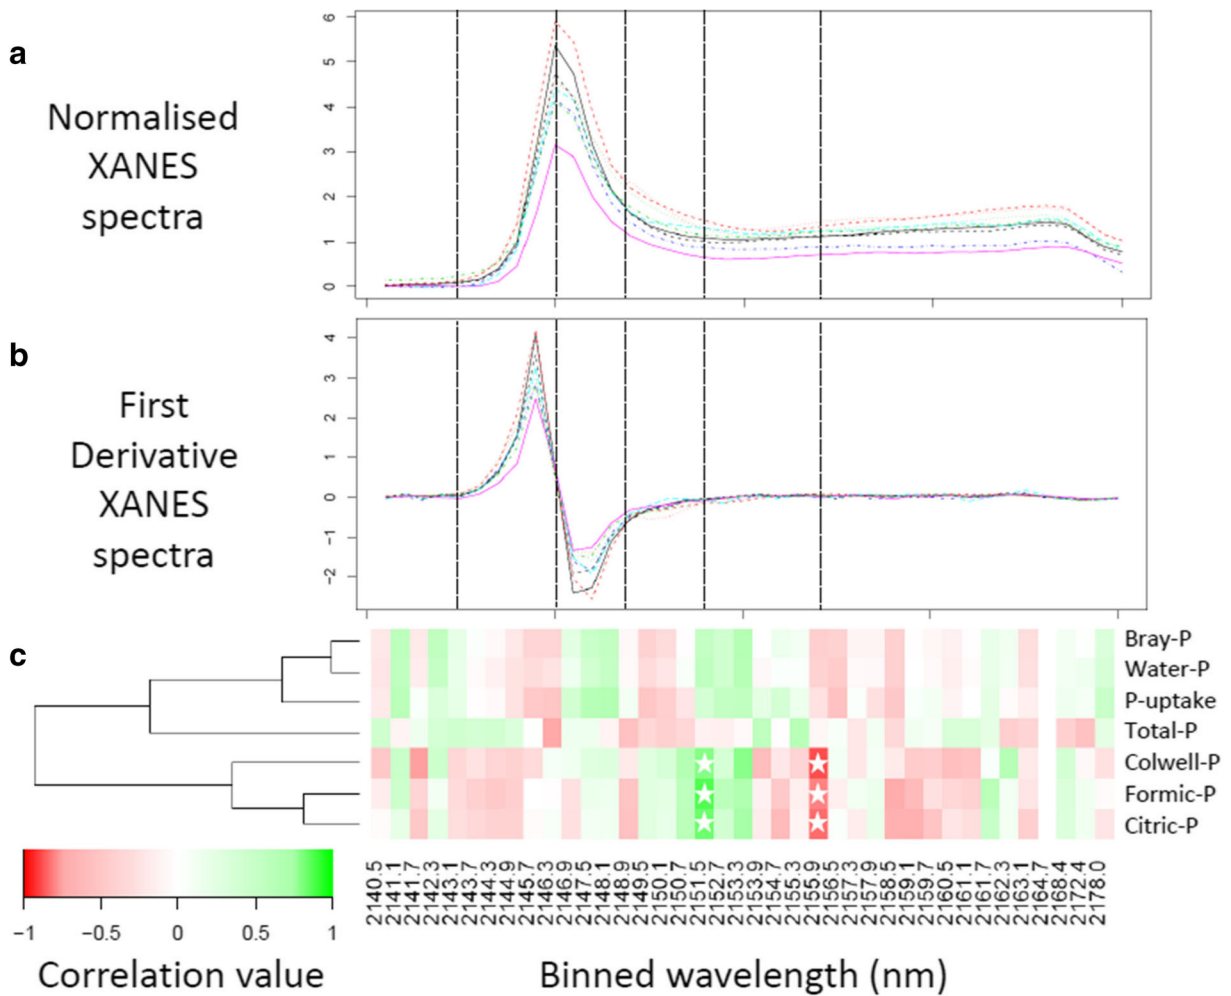 a
Normalised
XANES
spectra
6
5
4
3
2
1
0
b
First
Derivative
XANES
spectra
4
3
2
1
0
−1
−2
c
Bray-P
Water-P
P-uptake
Total-P
Colwell-P
Formic-P
Citric-P
2140.5 2141.1 2141.7 2142.3 2143.1 2143.7 2144.3 2144.9 2145.7 2146.3 2146.9 2147.5 2148.1 2148.9 2149.5 2150.1 2150.7 2151.5 2152.7 2153.3 2153.9 2154.7 2155.3 2155.9 2156.5 2157.3 2157.9 2158.5 2159.1 2159.7 2160.5 2161.1 2161.7 2162.3 2163.1 2164.7 2168.4 2172.4 2178.0
−1 −0.5 0 0.5 1
Correlation value
Binned wavelength (nm)